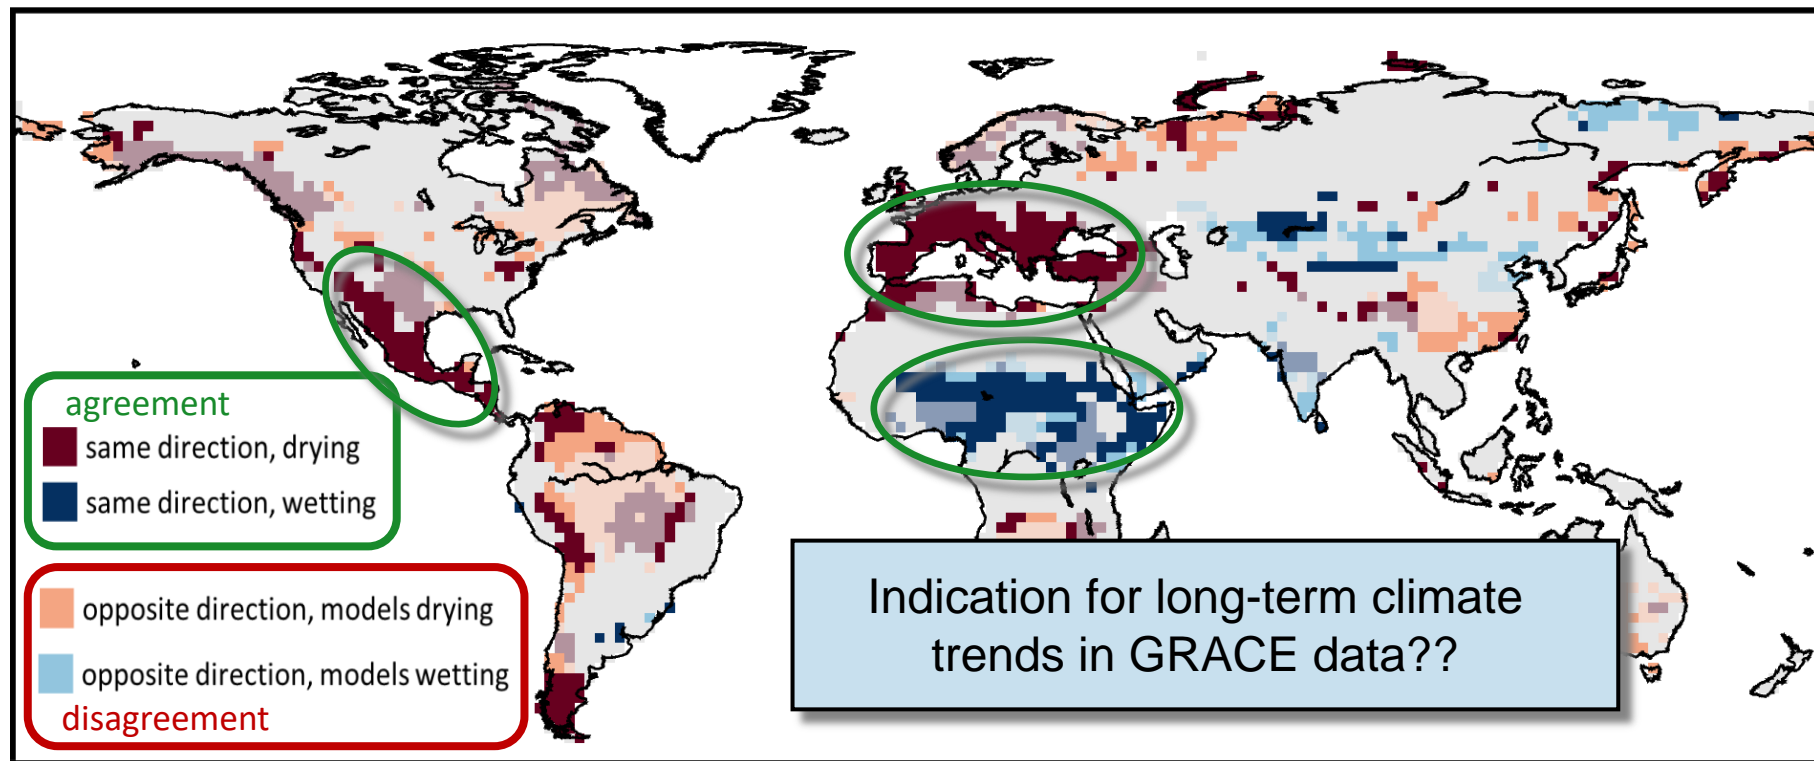 agreement
same direction, drying
same direction, wetting
opposite direction, models drying
opposite direction, models wetting
disagreement
Indication for long-term climate
trends in GRACE data??